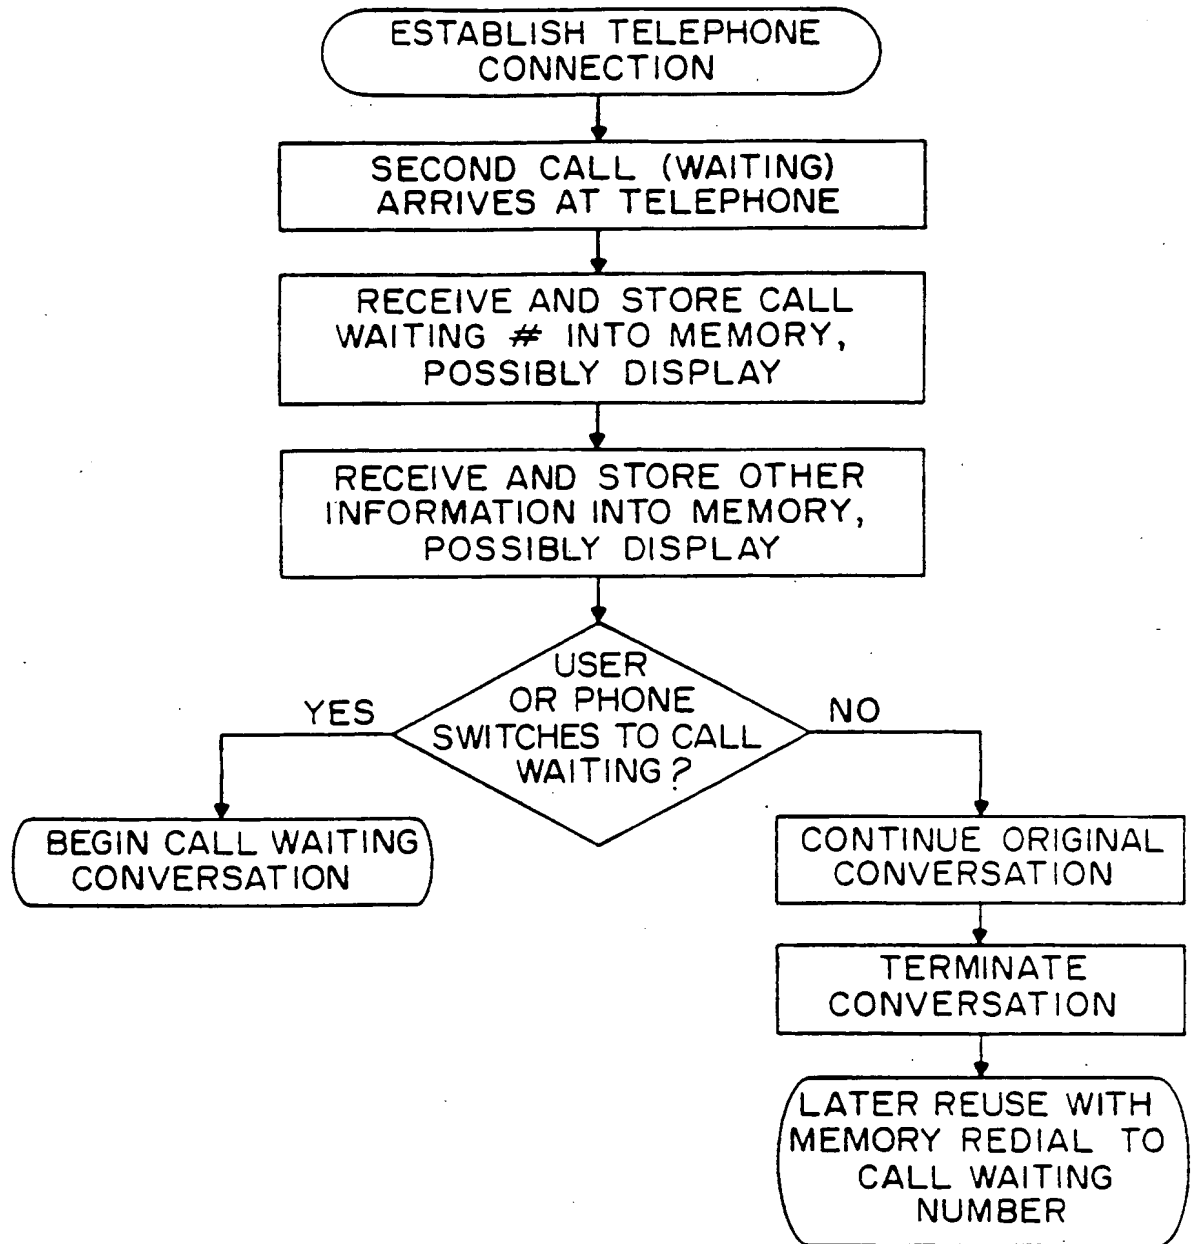 ESTABLISH TELEPHONE
CONNECTION
SECOND CALL (WAITING)
ARRIVES AT TELEPHONE
RECEIVE AND STORE CALL
WAITING # INTO MEMORY,
POSSIBLY DISPLAY
RECEIVE AND STORE OTHER
INFORMATION INTO MEMORY,
POSSIBLY DISPLAY
USER
OR PHONE
SWITCHES TO CALL
WAITING?
YES
NO
BEGIN CALL WAITING
CONVERSATION
CONTINUE ORIGINAL
CONVERSATION
TERMINATE
CONVERSATION
LATER REUSE WITH
MEMORY REDIAL TO
CALL WAITING
NUMBER